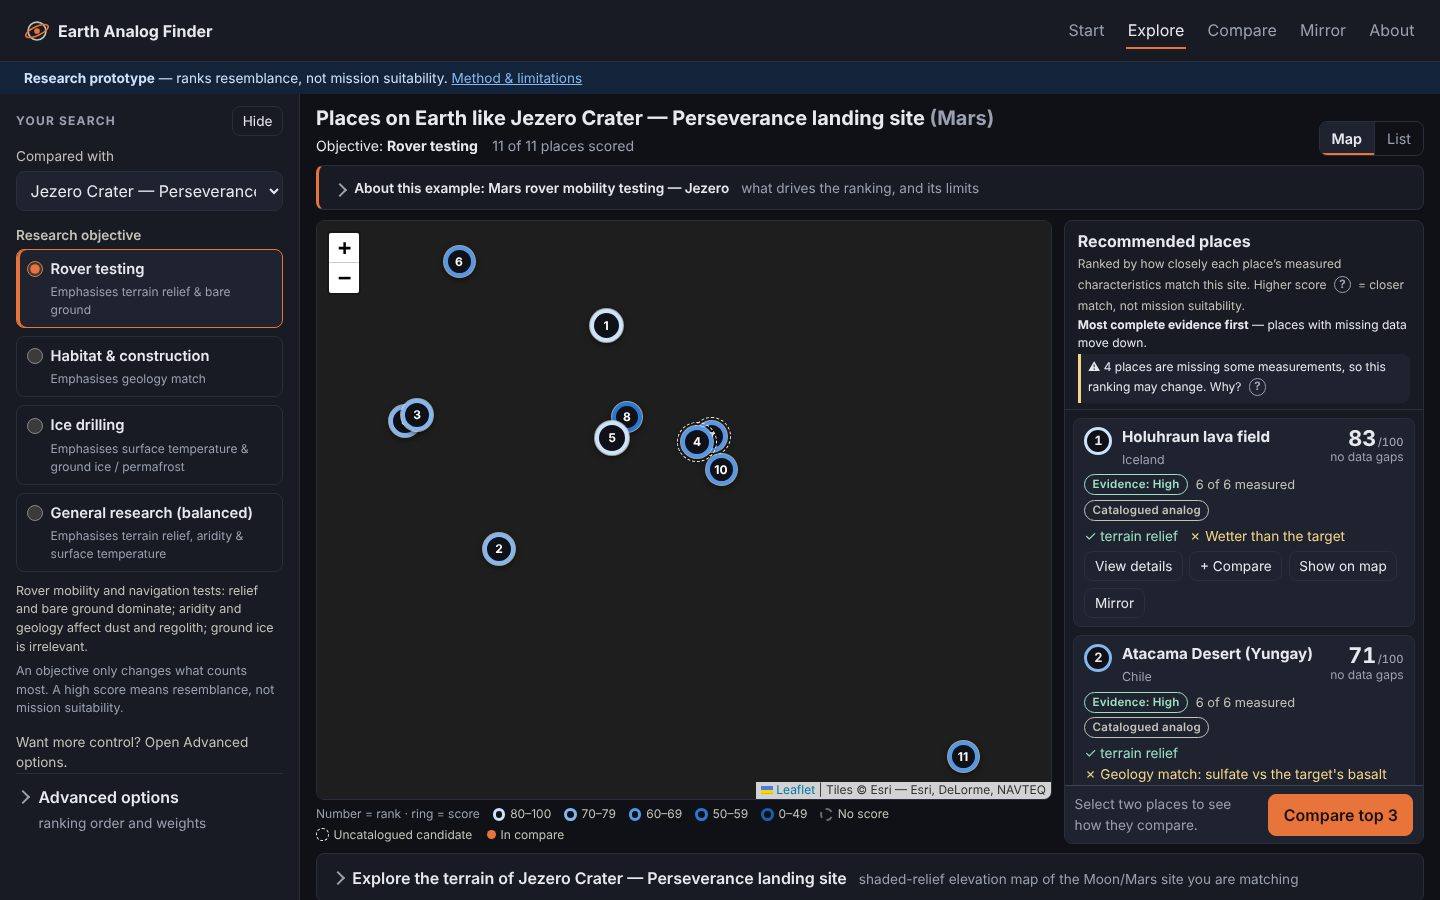 Earth Analog Finder
Start Explore Compare Mirror About
Research prototype — ranks resemblance, not mission suitability. Method & limitations
YOUR SEARCH
Hide
Compared with
Jezero Crater — Perseverance
Research objective
Rover testing
Emphasises terrain relief & bare
ground
Habitat & construction
Emphasises geology match
Ice drilling
Emphasises surface temperature &
ground ice / permafrost
General research (balanced)
Emphasises terrain relief, aridity &
surface temperature
Rover mobility and navigation tests: relief
and bare ground dominate; aridity and
geology affect dust and regolith; ground ice
is irrelevant.
An objective only changes what counts
most. A high score means resemblance, not
mission suitability.
Want more control? Open Advanced
options.
Advanced options
ranking order and weights
Places on Earth like Jezero Crater — Perseverance landing site (Mars)
Objective: Rover testing 11 of 11 places scored
Map List
About this example: Mars rover mobility testing — Jezero what drives the ranking, and its limits
+
−
6
1
3
8
5
4
10
2
11
Leaflet | Tiles © Esri — Esri, DeLorme, NAVTEQ
Number = rank · ring = score 80–100 70–79 60–69 50–59 0–49 No score
Uncatalogued candidate In compare
Recommended places
Ranked by how closely each place's measured
characteristics match this site. Higher score ? = closer
match, not mission suitability.
Most complete evidence first — places with missing data
move down.
⚠ 4 places are missing some measurements, so this
ranking may change. Why? ?
1 Holuhraun lava field 83/100
Iceland no data gaps
Evidence: High 6 of 6 measured
Catalogued analog
✓ terrain relief × Wetter than the target
View details + Compare Show on map
Mirror
2 Atacama Desert (Yungay) 71/100
Chile no data gaps
Evidence: High 6 of 6 measured
Catalogued analog
✓ terrain relief
× Geology match: sulfate vs the target's basalt
Select two places to see
how they compare.
Compare top 3
Explore the terrain of Jezero Crater — Perseverance landing site shaded-relief elevation map of the Moon/Mars site you are matching